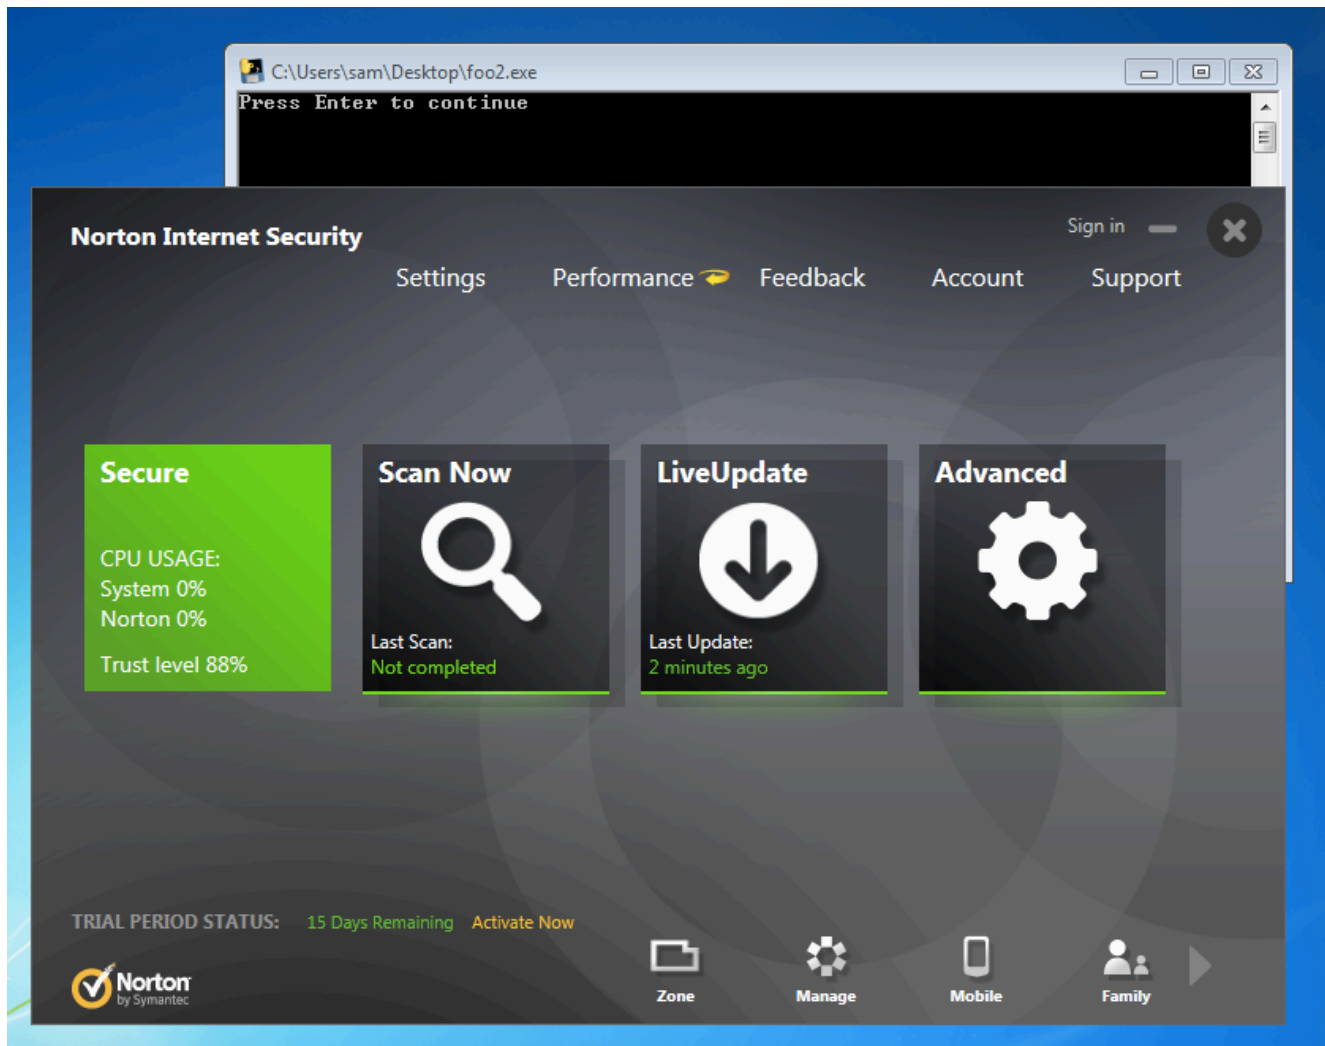 C:\Users\sam\Desktop\foo2.exe
Press Enter to continue
Norton Internet Security
Sign in
Settings Performance Feedback Account Support
Secure
CPU USAGE:
System 0%
Norton 0%
Trust level 88%
Scan Now
Last Scan:
Not completed
LiveUpdate
Last Update:
2 minutes ago
Advanced
TRIAL PERIOD STATUS: 15 Days Remaining Activate Now
Norton
by Symantec
Zone Manage Mobile Family